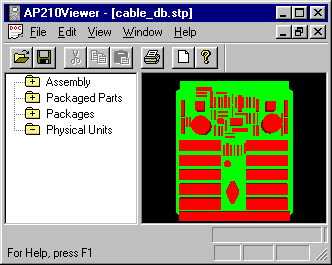 AP210Viewer - [cable_db.stp]
File Edit View Window Help
Assembly
Packaged Parts
Packages
Physical Units
For Help, press F1